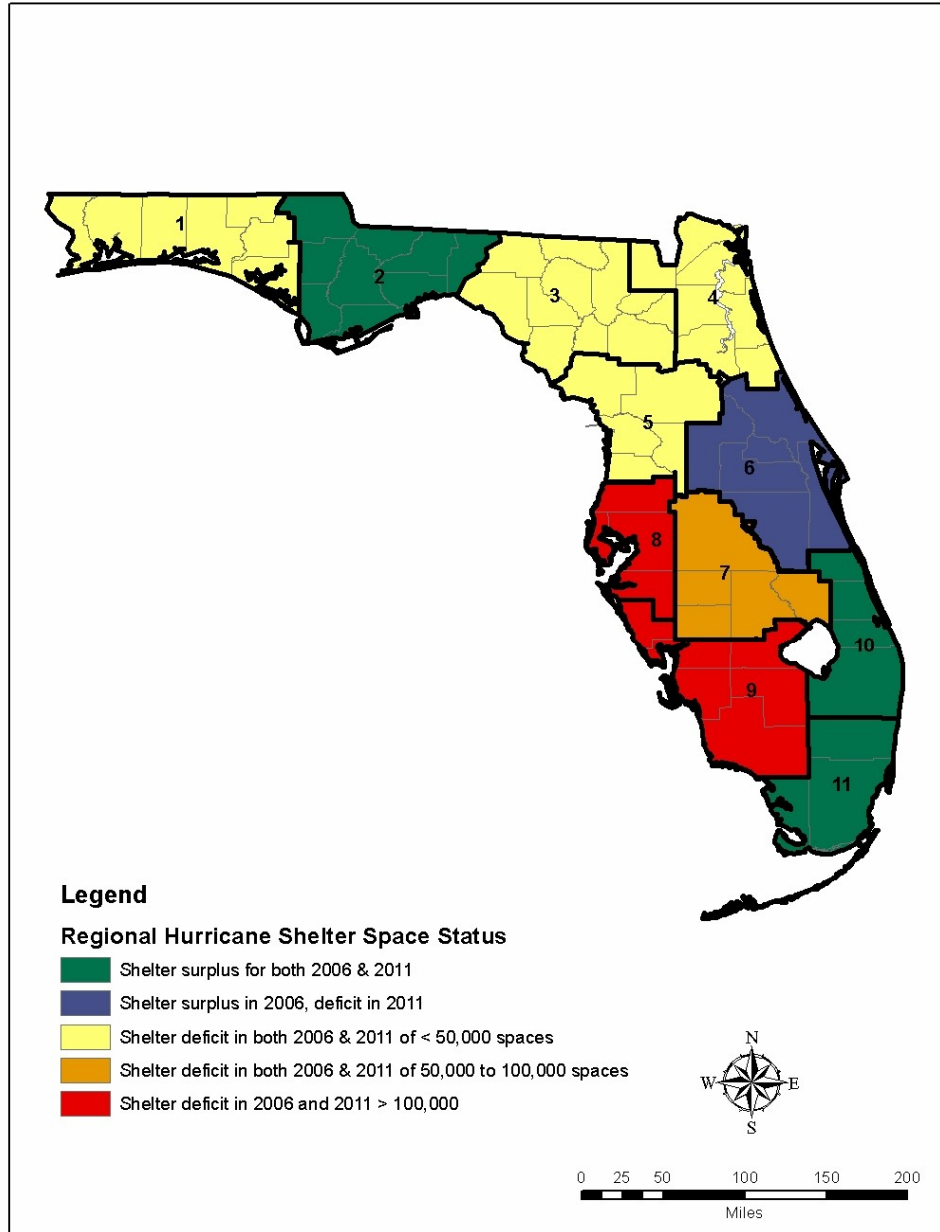 1
2
3
4
5
6
8
7
10
9
11
Legend
Regional Hurricane Shelter Space Status
Shelter surplus for both 2006 & 2011
Shelter surplus in 2006, deficit in 2011
Shelter deficit in both 2006 & 2011 of < 50,000 spaces
Shelter deficit in both 2006 & 2011 of 50,000 to 100,000 spaces
Shelter deficit in 2006 and 2011 > 100,000
N
W E
S
0 25 50 100 150 200
Miles